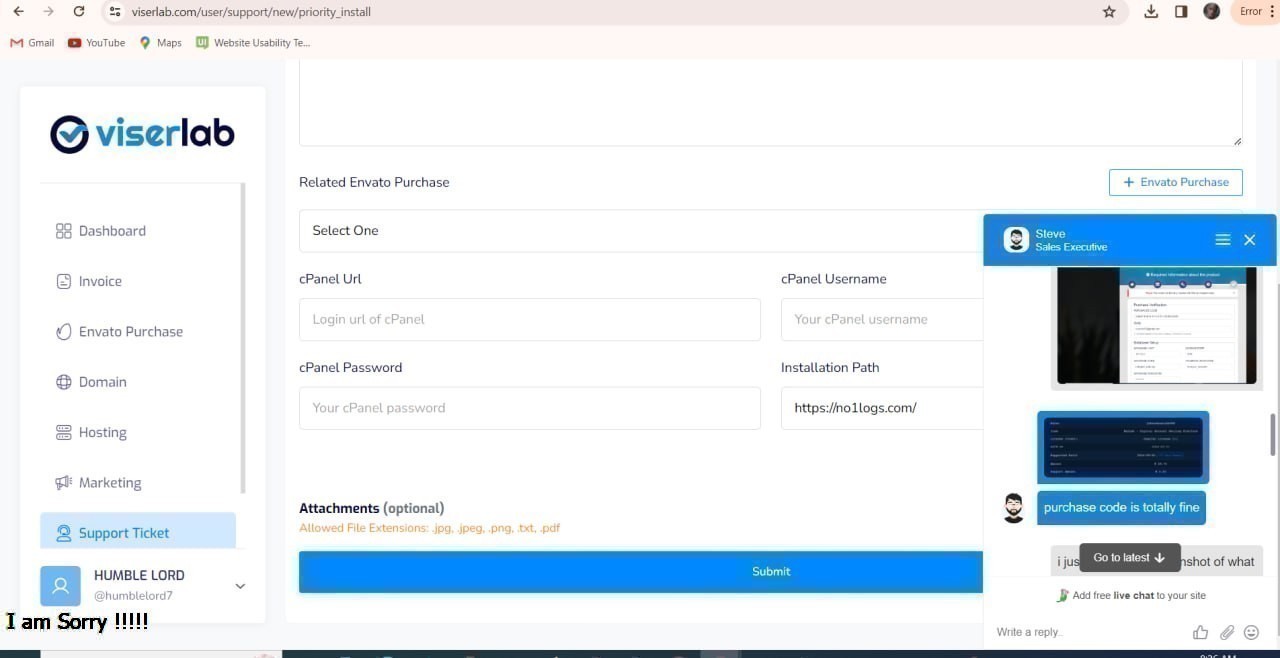 viserlab.com/user/support/new/priority_install
Error
Gmail
YouTube
Maps
Website Usability Te...
viserlab
Dashboard
Invoice
Envato Purchase
Domain
Hosting
Marketing
Support Ticket
HUMBLE LORD
@humblelord7
I am Sorry !!!!!
Related Envato Purchase
+ Envato Purchase
Select One
cPanel Url
cPanel Username
Login url of cPanel
Your cPanel username
cPanel Password
Installation Path
Your cPanel password
https://no1logs.com/
Attachments (optional)
Allowed File Extensions: .jpg, .jpeg, .png, .txt, .pdf
Submit
Steve
Sales Executive
purchase code is totally fine
i jus
nshot of what
Go to latest
Add free live chat to your site
Write a reply..